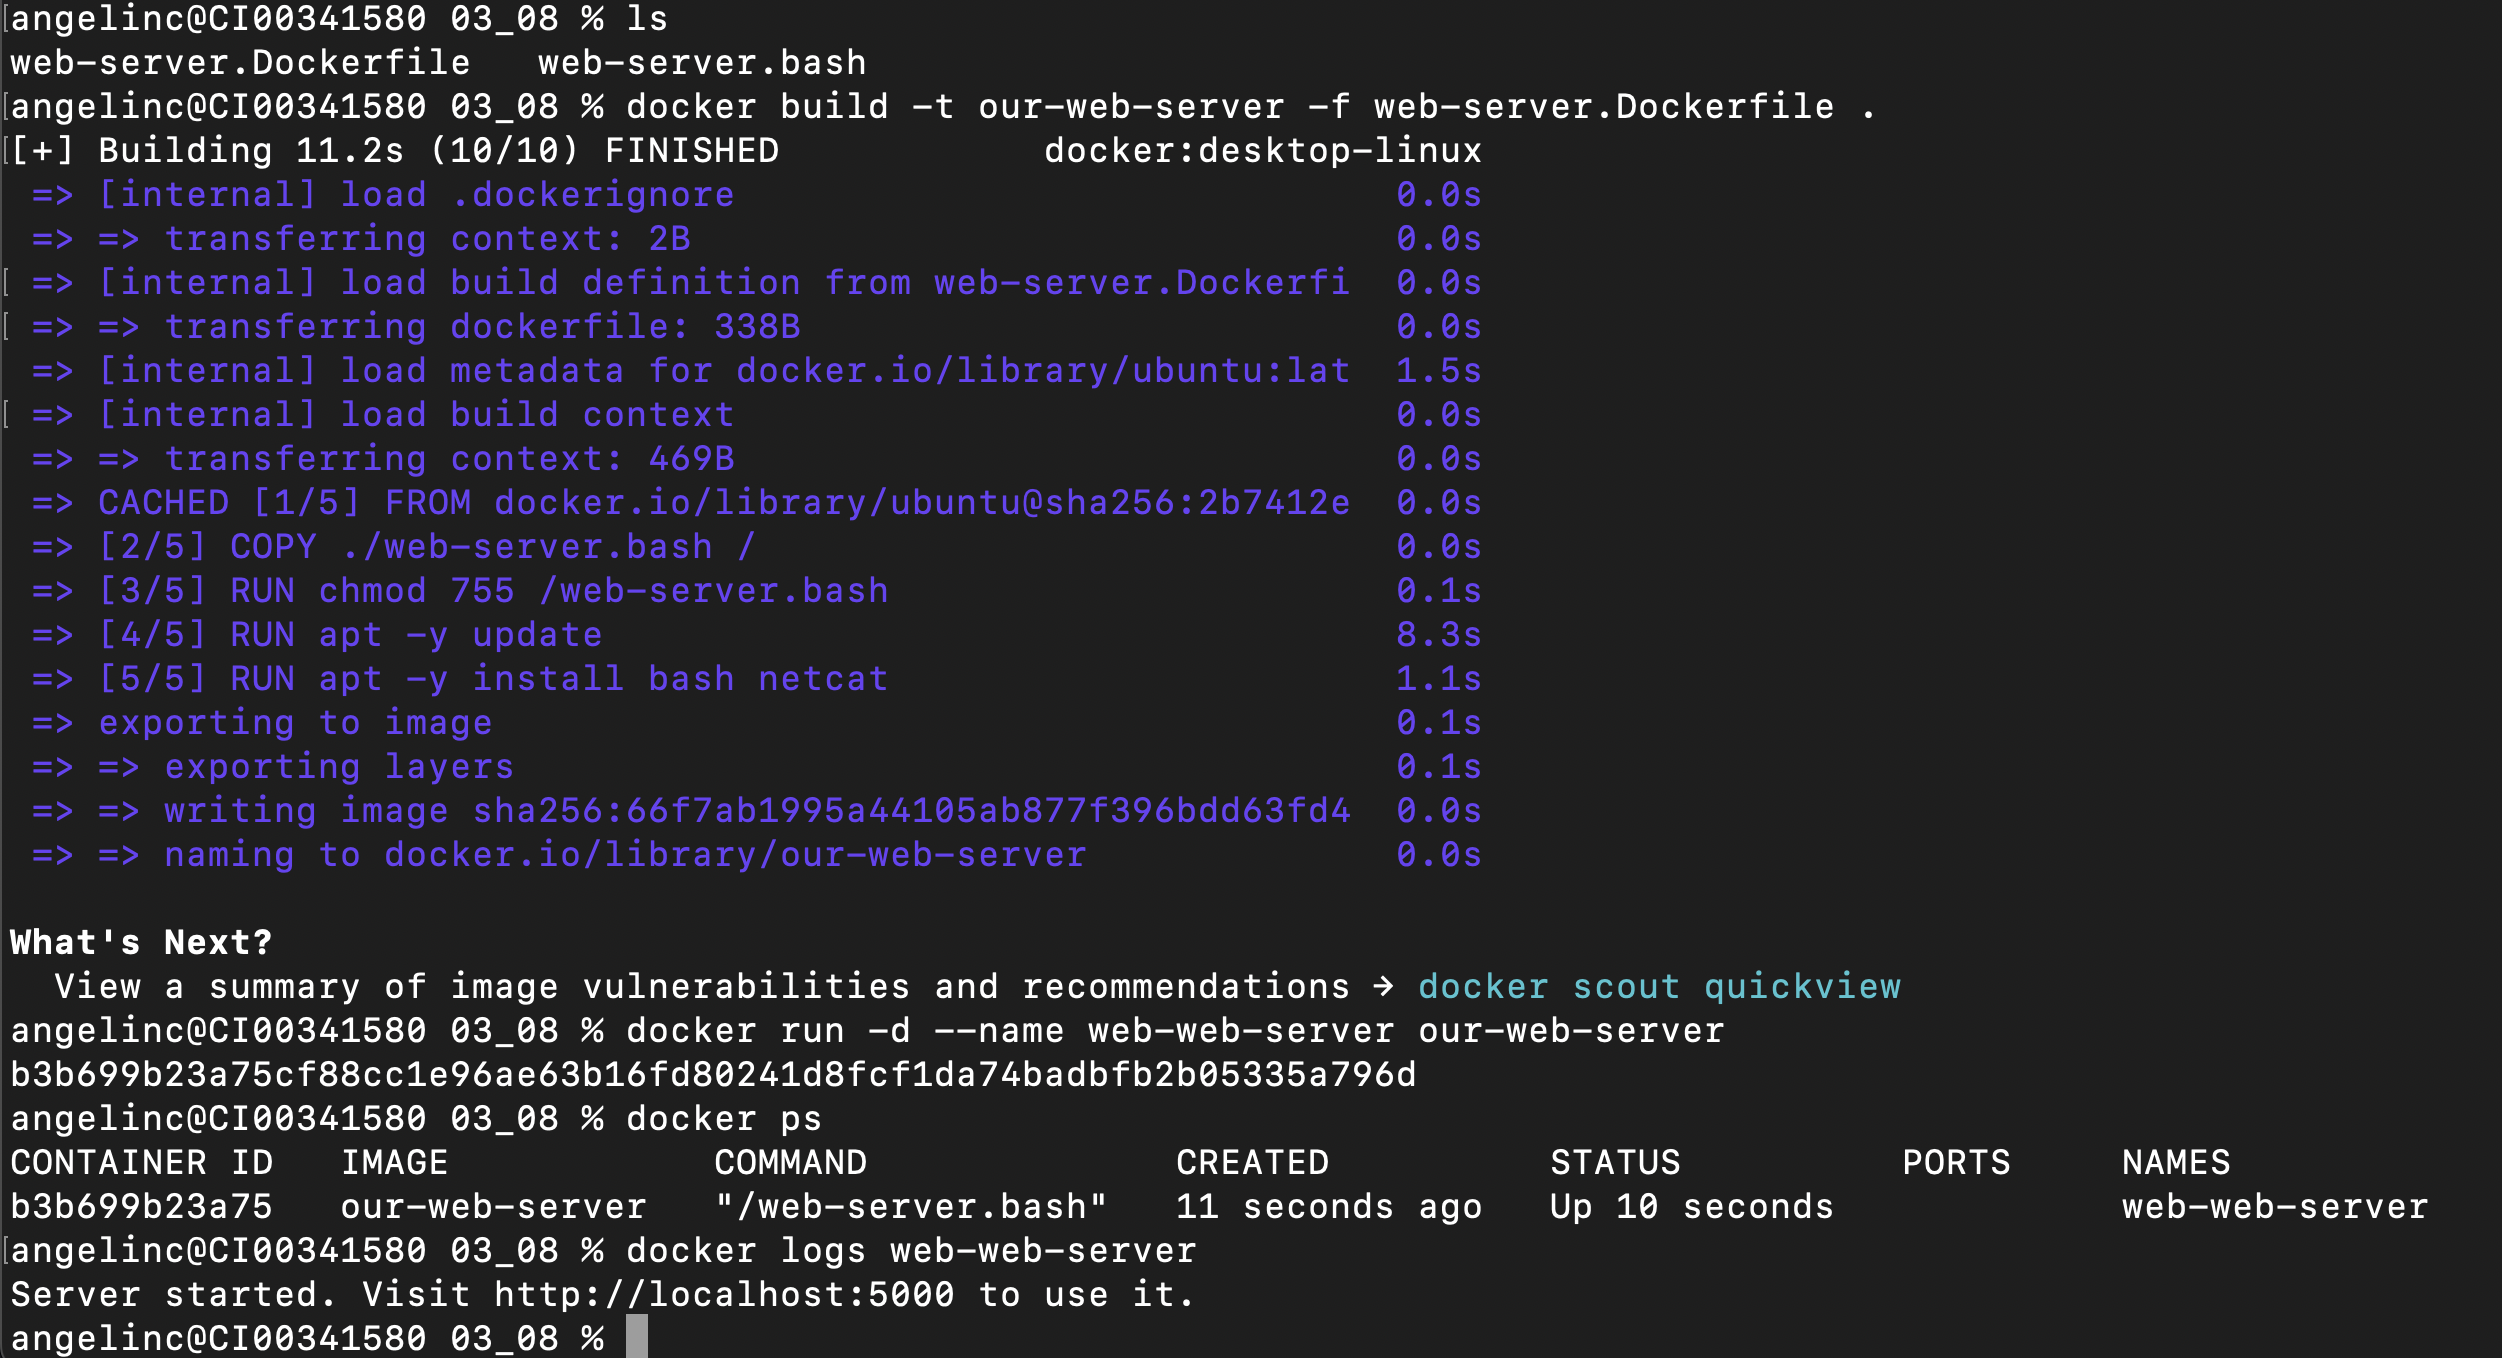 angelinc@CI00341580 03_08 % ls
web-server.Dockerfile   web-server.bash
angelinc@CI00341580 03_08 % docker build -t our-web-server -f web-server.Dockerfile .
[+] Building 11.2s (10/10) FINISHED            docker:desktop-linux
 => [internal] load .dockerignore                              0.0s
 => => transferring context: 2B                                0.0s
 => [internal] load build definition from web-server.Dockerfi  0.0s
 => => transferring dockerfile: 338B                           0.0s
 => [internal] load metadata for docker.io/library/ubuntu:lat  1.5s
 => [internal] load build context                              0.0s
 => => transferring context: 469B                              0.0s
 => CACHED [1/5] FROM docker.io/library/ubuntu@sha256:2b7412e  0.0s
 => [2/5] COPY ./web-server.bash /                             0.0s
 => [3/5] RUN chmod 755 /web-server.bash                       0.1s
 => [4/5] RUN apt -y update                                    8.3s
 => [5/5] RUN apt -y install bash netcat                       1.1s
 => exporting to image                                         0.1s
 => => exporting layers                                        0.1s
 => => writing image sha256:66f7ab1995a44105ab877f396bdd63fd4  0.0s
 => => naming to docker.io/library/our-web-server              0.0s
What's Next?
  View a summary of image vulnerabilities and recommendations → docker scout quickview
angelinc@CI00341580 03_08 % docker run -d --name web-web-server our-web-server
b3b699b23a75cf88cc1e96ae63b16fd80241d8fcf1da74badbfb2b05335a796d
angelinc@CI00341580 03_08 % docker ps
CONTAINER ID   IMAGE            COMMAND              CREATED          STATUS          PORTS     NAMES
b3b699b23a75   our-web-server   "/web-server.bash"   11 seconds ago   Up 10 seconds             web-web-server
angelinc@CI00341580 03_08 % docker logs web-web-server
Server started. Visit http://localhost:5000 to use it.
angelinc@CI00341580 03_08 %